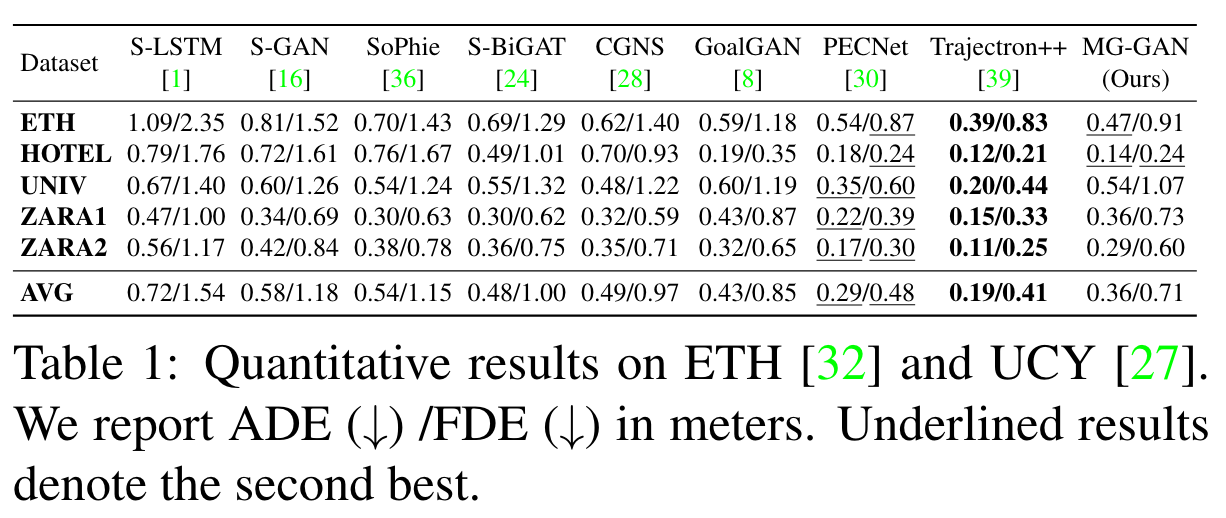 Dataset S-LSTM S-GAN SoPhie S-BiGAT CGNS GoalGAN PECNet Trajectron++ MG-GAN
[1] [16] [36] [24] [28] [8] [30] [39] (Ours)
ETH 1.09/2.35 0.81/1.52 0.70/1.43 0.69/1.29 0.62/1.40 0.59/1.18 0.54/0.87 0.39/0.83 0.47/0.91
HOTEL 0.79/1.76 0.72/1.61 0.76/1.67 0.49/1.01 0.70/0.93 0.19/0.35 0.18/0.24 0.12/0.21 0.14/0.24
UNIV 0.67/1.40 0.60/1.26 0.54/1.24 0.55/1.32 0.48/1.22 0.60/1.19 0.35/0.60 0.20/0.44 0.54/1.07
ZARA1 0.47/1.00 0.34/0.69 0.30/0.63 0.30/0.62 0.32/0.59 0.43/0.87 0.22/0.39 0.15/0.33 0.36/0.73
ZARA2 0.56/1.17 0.42/0.84 0.38/0.78 0.36/0.75 0.35/0.71 0.32/0.65 0.17/0.30 0.11/0.25 0.29/0.60
AVG 0.72/1.54 0.58/1.18 0.54/1.15 0.48/1.00 0.49/0.97 0.43/0.85 0.29/0.48 0.19/0.41 0.36/0.71
Table 1: Quantitative results on ETH [32] and UCY [27].
We report ADE (↓) /FDE (↓) in meters. Underlined results
denote the second best.